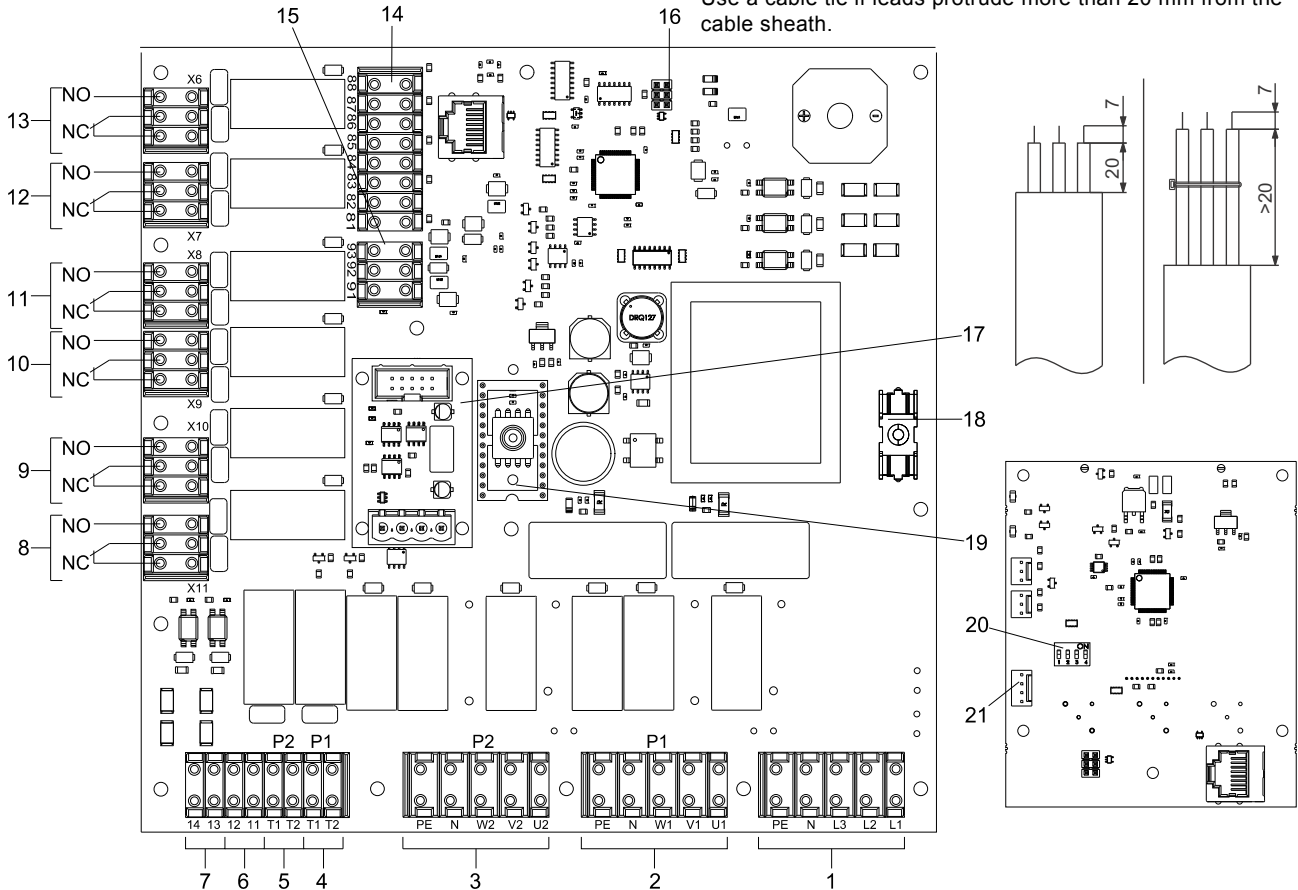 Use a cable tie if leads protrude more than 20 mm from the
cable sheath.
15
14
16
X6
NO
13
NC
NO
12
NC
X7
X8
NO
11
NC
NO
10
NC
X9
X10
NO
9
NC
NO
8
NC
X11
88 87 86 85 84 83 82 81
93 92 91
DRQ127
17
18
19
7
20
7
>20
20
ON
1 2 3 4
21
P2 P1
P2
P1
14 13 12 11 T1 T2 T1 T2
PE N W2 V2 U2
PE N W1 V1 U1
PE N L3 L2 L1
7 6 5 4
3
2
1